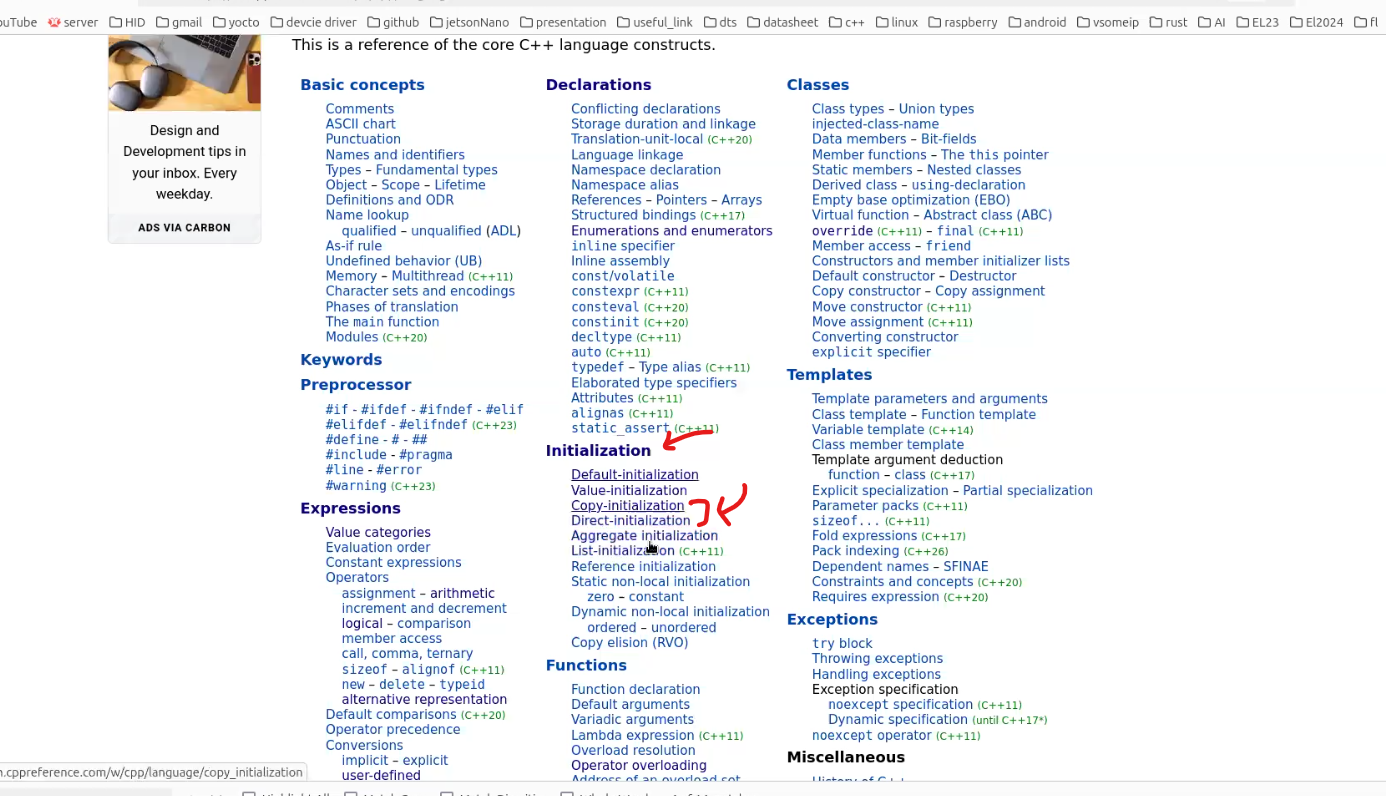 ouTube server HID gmail yocto devcie driver github jetsonNano presentation useful_link dts datasheet c++ linux raspberry android vsomeip rust AI EL23 El2024 fl
This is a reference of the core C++ language constructs.
Design and
Development tips in
your inbox. Every
weekday.
ADS VIA CARBON
Basic concepts
Comments
ASCII chart
Punctuation
Names and identifiers
Types – Fundamental types
Object – Scope – Lifetime
Definitions and ODR
Name lookup
qualified – unqualified (ADL)
As-if rule
Undefined behavior (UB)
Memory – Multithread (C++11)
Character sets and encodings
Phases of translation
The main function
Modules (C++20)
Keywords
Preprocessor
#if - #ifdef - #ifndef - #elif
#elifdef - #elifndef (C++23)
#define - # - ##
#include - #pragma
#line - #error
#warning (C++23)
Expressions
Value categories
Evaluation order
Constant expressions
Operators
assignment – arithmetic
increment and decrement
logical – comparison
member access
call, comma, ternary
sizeof – alignof (C++11)
new – delete – typeid
alternative representation
Default comparisons (C++20)
Operator precedence
Conversions
implicit – explicit
user-defined
Declarations
Conflicting declarations
Storage duration and linkage
Translation-unit-local (C++20)
Language linkage
Namespace declaration
Namespace alias
References – Pointers – Arrays
Structured bindings (C++17)
Enumerations and enumerators
inline specifier
Inline assembly
const/volatile
constexpr (C++11)
consteval (C++20)
constinit (C++20)
decltype (C++11)
auto (C++11)
typedef – Type alias (C++11)
Elaborated type specifiers
Attributes (C++11)
alignas (C++11)
static_assert (C++11)
Initialization
Default-initialization
Value-initialization
Copy-initialization
Direct-initialization
Aggregate initialization
List-initialization (C++11)
Reference initialization
Static non-local initialization
zero – constant
Dynamic non-local initialization
ordered – unordered
Copy elision (RVO)
Functions
Function declaration
Default arguments
Variadic arguments
Lambda expression (C++11)
Overload resolution
Operator overloading
Address of an overload set
Classes
Class types – Union types
injected-class-name
Data members – Bit-fields
Member functions – The this pointer
Static members – Nested classes
Derived class – using-declaration
Empty base optimization (EBO)
Virtual function – Abstract class (ABC)
override (C++11) – final (C++11)
Member access – friend
Constructors and member initializer lists
Default constructor – Destructor
Copy constructor – Copy assignment
Move constructor (C++11)
Move assignment (C++11)
Converting constructor
explicit specifier
Templates
Template parameters and arguments
Class template – Function template
Variable template (C++14)
Class member template
Template argument deduction
function – class (C++17)
Explicit specialization – Partial specialization
Parameter packs (C++11)
sizeof... (C++11)
Fold expressions (C++17)
Pack indexing (C++26)
Dependent names – SFINAE
Constraints and concepts (C++20)
Requires expression (C++20)
Exceptions
try block
Throwing exceptions
Handling exceptions
Exception specification
noexcept specification (C++11)
Dynamic specification (until C++17*)
noexcept operator (C++11)
Miscellaneous
History of C++
n.cppreference.com/w/cpp/language/copy_initialization